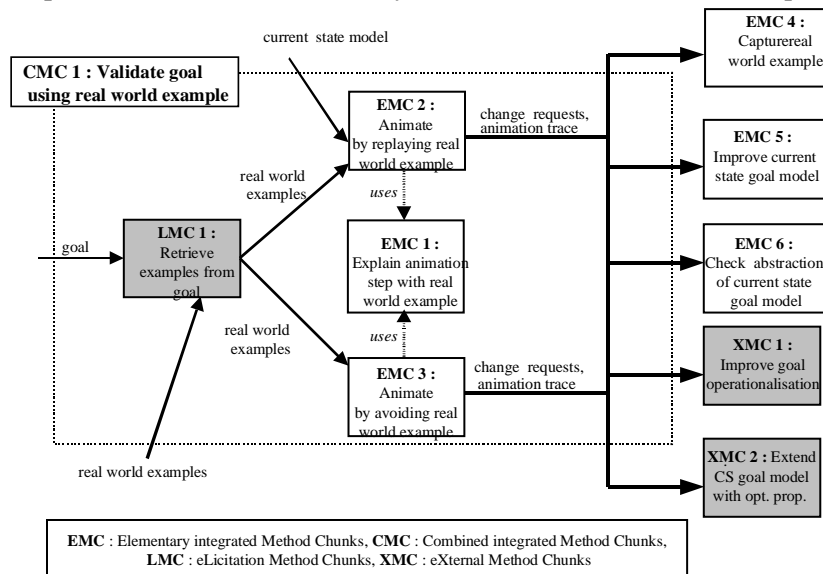 current state model
CMC 1 : Validate goal
using real world example
EMC 2 :
Animate
by replaying real
world example
change requests,
animation trace
EMC 4 :
Capturereal
world example
EMC 5 :
Improve current
state goal model
EMC 6 :
Check abstraction
of current state
goal model
XMC 1 :
Improve goal
operationalisation
XMC 2 : Extend
CS goal model
with opt. prop.
real world
examples
uses
goal
LMC 1 :
Retrieve
examples from
goal
EMC 1 :
Explain animation
step with real
world example
real world
examples
uses
EMC 3 :
Animate
by avoiding real
world example
change requests,
animation trace
real world examples
EMC : Elementary integrated Method Chunks, CMC : Combined integrated Method Chunks,
LMC : eLicitation Method Chunks, XMC : eXternal Method Chunks